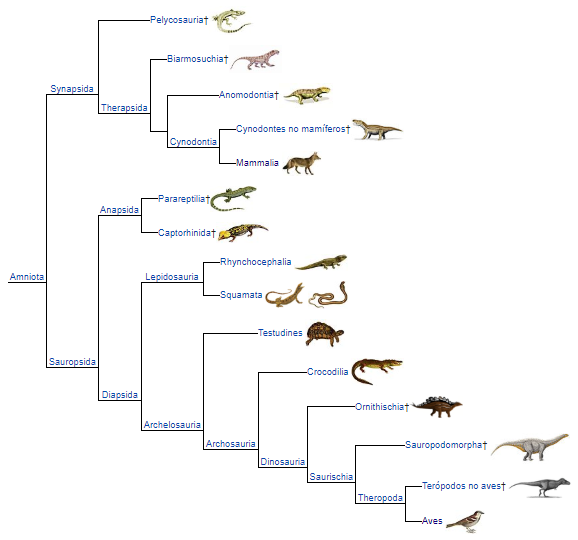 Pelycosauria†
Biarmosuchia†
Synapsida
Anomodontia†
Therapsida
Cynodontes no mamíferos†
Cynodontia
Mammalia
Parareptilia†
Anapsida
Captorhinida†
Rhynchocephalia
Amniota
Lepidosauria
Squamata
Testudines
Sauropsida
Crocodilia
Diapsida
Ornithischia†
Archelosauria
Archosauria
Sauropodomorpha†
Dinosauria
Saurischia
Terópodos no aves†
Theropoda
Aves